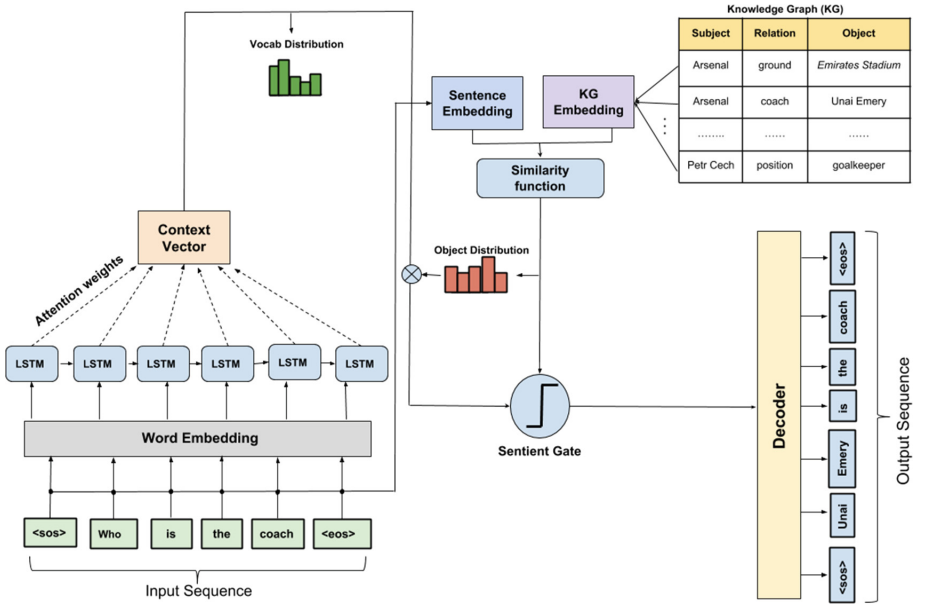 Knowledge Graph (KG)
Subject Relation Object
Arsenal ground Emirates Stadium
Arsenal coach Unai Emery
........ ...... ......
Petr Cech position goalkeeper
Vocab Distribution
Sentence
Embedding
KG
Embedding
Similarity
function
Context
Vector
Attention weights
Object Distribution
LSTM LSTM LSTM LSTM LSTM LSTM
Word Embedding
<sos> Who is the coach <eos>
Input Sequence
Sentient Gate
Decoder
<eos>
coach
the
is
Emery
Unai
<sos>
Output Sequence